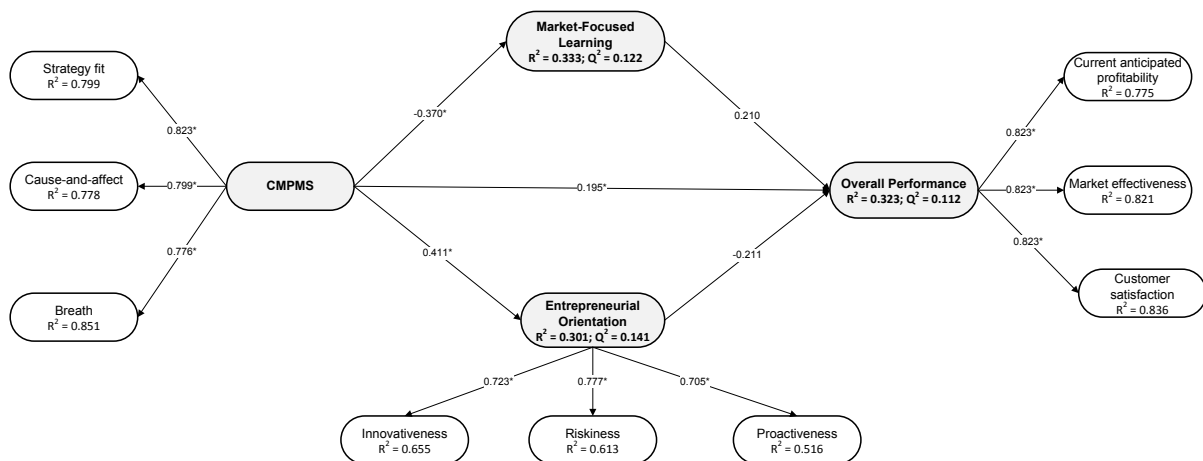 Market-Focused
Learning
R² = 0.333; Q² = 0.122
Strategy fit
R² = 0.799
Current anticipated
profitability
R² = 0.775
0.823*
-0.370*
0.210
0.823*
Cause-and-affect
R² = 0.778
0.799*
CMPMS
0.195*
Overall Performance
R² = 0.323; Q² = 0.112
0.823*
Market effectiveness
R² = 0.821
0.776*
0.411*
-0.211
0.823*
Breath
R² = 0.851
Entrepreneurial
Orientation
R² = 0.301; Q² = 0.141
Customer
satisfaction
R² = 0.836
0.723*
0.777*
0.705*
Innovativeness
R² = 0.655
Riskiness
R² = 0.613
Proactiveness
R² = 0.516